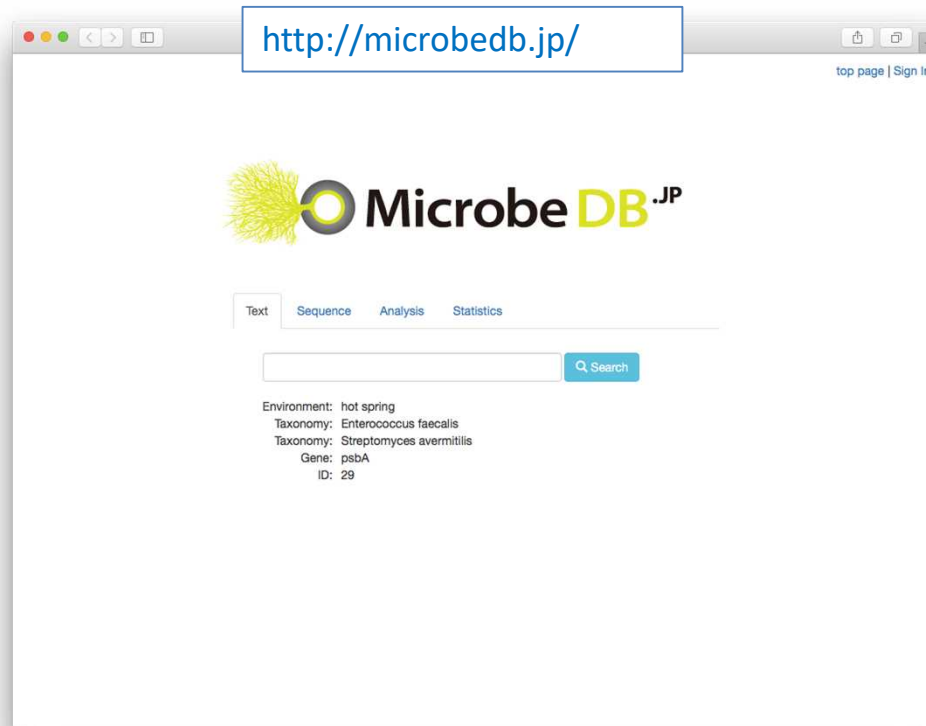 http://microbedb.jp/
top page | Sign In
Microbe DB.JP
Text Sequence Analysis Statistics
Search
Environment: hot spring
Taxonomy: Enterococcus faecalis
Taxonomy: Streptomyces avermitilis
Gene: psbA
ID: 29